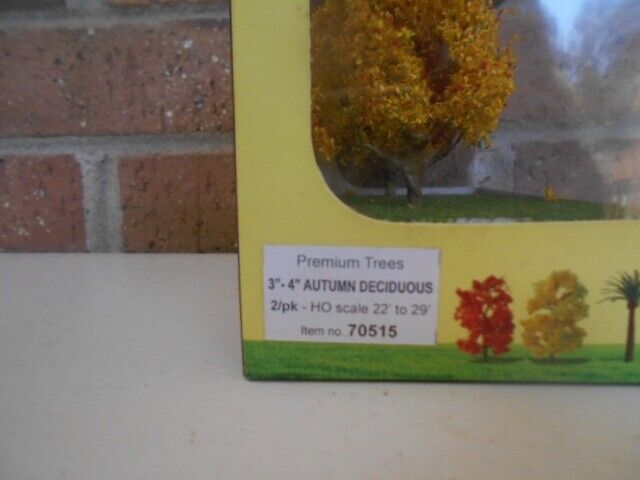 Premium Trees
3"- 4" AUTUMN DECIDUOUS
2/pk - HO scale 22' to 29'
Item no. 70515